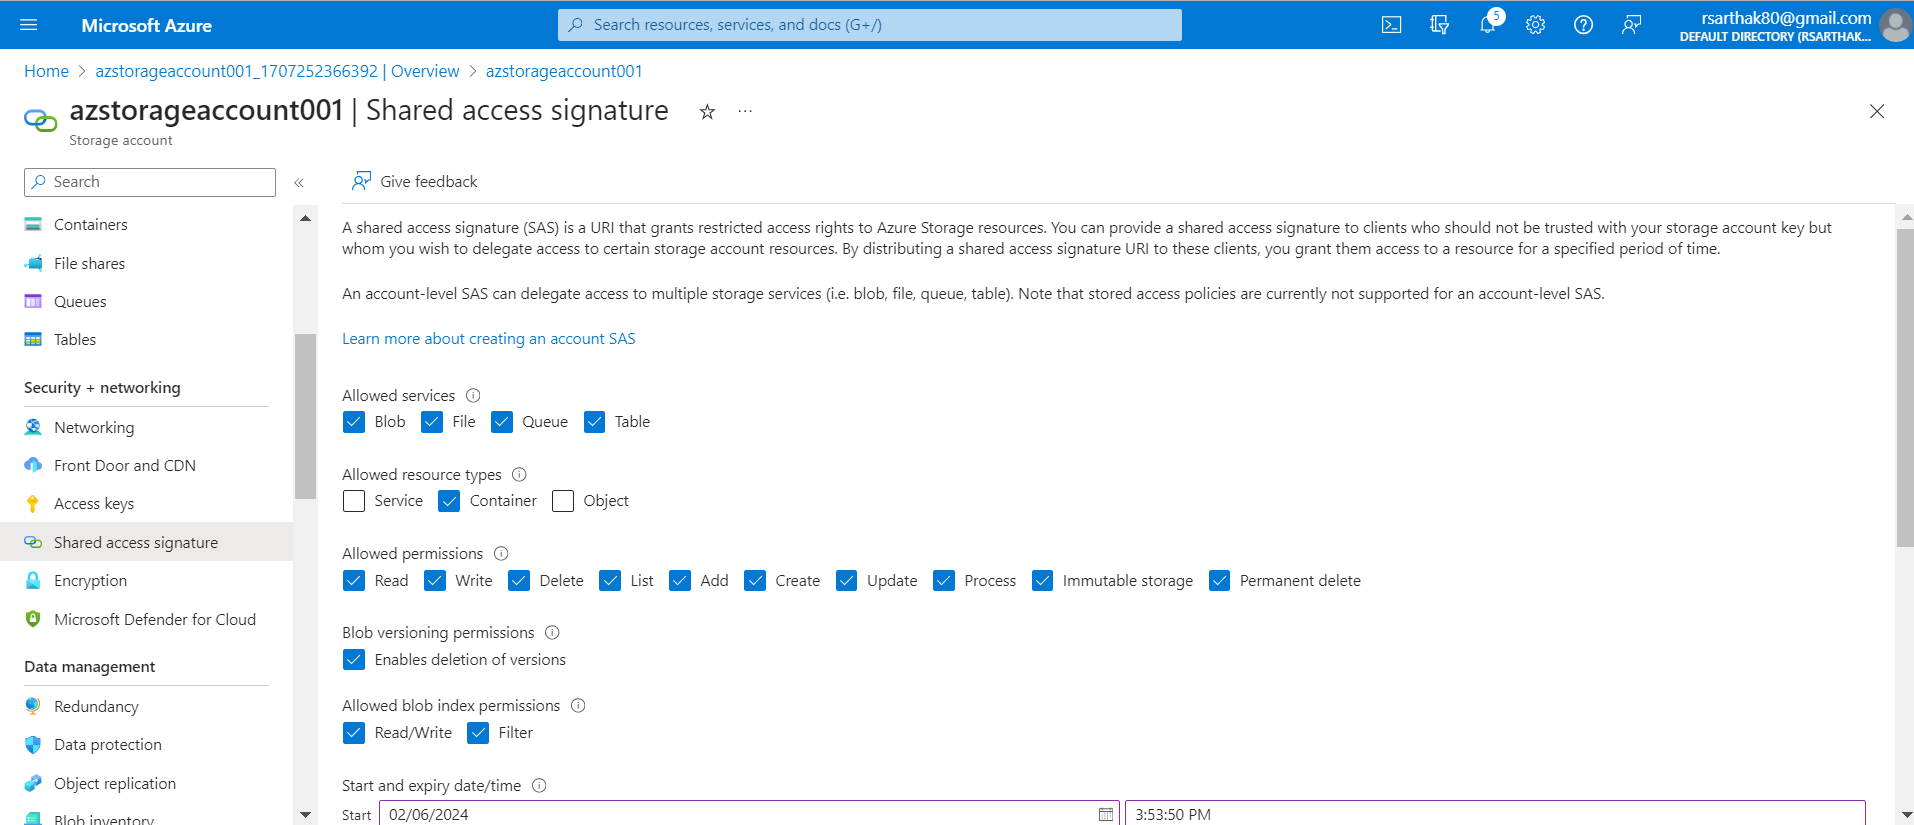 Microsoft Azure
Search resources, services, and docs (G+/)
5
rsarthak80@gmail.com
DEFAULT DIRECTORY (RSARTHAK...
Home > azstorageaccount001_1707252366392 | Overview > azstorageaccount001
azstorageaccount001 | Shared access signature
Storage account
Search
Containers
File shares
Queues
Tables
Security + networking
Networking
Front Door and CDN
Access keys
Shared access signature
Encryption
Microsoft Defender for Cloud
Data management
Redundancy
Data protection
Object replication
Blob inventory
Give feedback
A shared access signature (SAS) is a URI that grants restricted access rights to Azure Storage resources. You can provide a shared access signature to clients who should not be trusted with your storage account key but
whom you wish to delegate access to certain storage account resources. By distributing a shared access signature URI to these clients, you grant them access to a resource for a specified period of time.
An account-level SAS can delegate access to multiple storage services (i.e. blob, file, queue, table). Note that stored access policies are currently not supported for an account-level SAS.
Learn more about creating an account SAS
Allowed services
Blob File Queue Table
Allowed resource types
Service Container Object
Allowed permissions
Read Write Delete List Add Create Update Process Immutable storage Permanent delete
Blob versioning permissions
Enables deletion of versions
Allowed blob index permissions
Read/Write Filter
Start and expiry date/time
Start 02/06/2024 3:53:50 PM